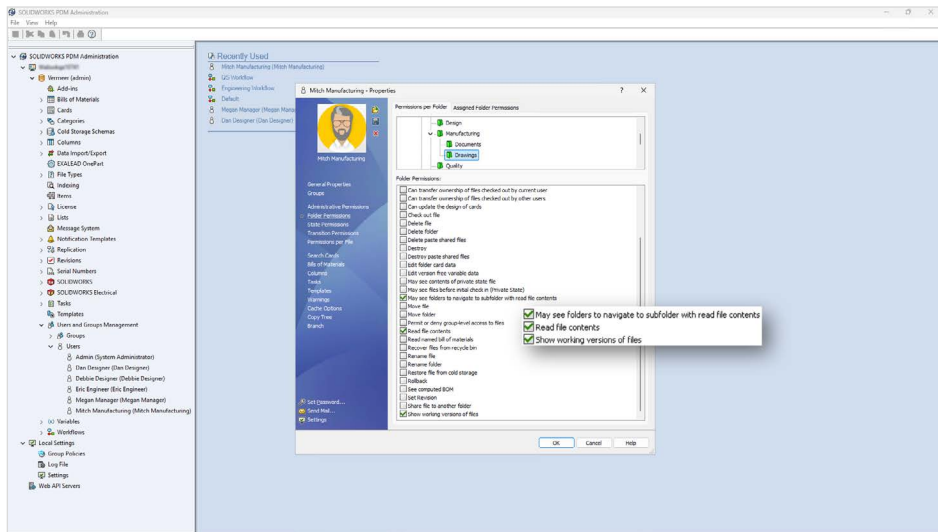 SOLIDWORKS PDM Administration
File View Help
SOLIDWORKS PDM Administration
Vermeer (admin)
Add-ins
Bills of Materials
Cards
Categories
Cold Storage Schemas
Columns
Data Import/Export
EXALEAD OnePart
File Types
Indexing
Items
License
Lists
Message System
Notification Templates
Replication
Revisions
Serial Numbers
SOLIDWORKS
SOLIDWORKS Electrical
Tasks
Templates
Users and Groups Management
Groups
Users
Admin (System Administrator)
Dan Designer (Dan Designer)
Debbie Designer (Debbie Designer)
Eric Engineer (Eric Engineer)
Megan Manager (Megan Manager)
Mitch Manufacturing (Mitch Manufacturing)
(x) Variables
Workflows
Local Settings
Group Policies
Log File
Settings
Web API Servers
Recently Used
Mitch Manufacturing (Mitch Manufacturing)
Workflow
Engineering Workflow
Default
Megan Manager (Megan Mana
Dan Designer (Dan Designer)
Mitch Manufacturing - Properties
? X
Mitch Manufacturing
General Properties
Groups
Administrative Permissions
Folder Permissions
State Permissions
Transition Permissions
Permissions per File
Search Cards
Bills of Materials
Columns
Tasks
Templates
Warnings
Cache Options
Copy Tree
Branch
Set Password...
Send Mail...
Settings
Permissions per Folder Assigned Folder Permissions
Design
Manufacturing
Documents
Drawings
Quality
Folder Permissions:
Can transfer ownership of files checked out by current user
Can transfer ownership of files checked out by other users
Can update the design of cards
Check out file
Delete file
Delete folder
Delete paste shared files
Destroy
Destroy paste shared files
Edit folder card data
Edit version free variable data
May see contents of private state file
May see files before initial check in (Private State)
May see folders to navigate to subfolder with read file contents
Move file
Move folder
Permit or deny group-level access to files
Read file contents
Read named bill of materials
Recover files from recycle bin
Rename file
Rename folder
Restore file from cold storage
Rollback
See computed BOM
Set Revision
Share file to another folder
Show working versions of files
OK Cancel Help
May see folders to navigate to subfolder with read file contents
Read file contents
Show working versions of files